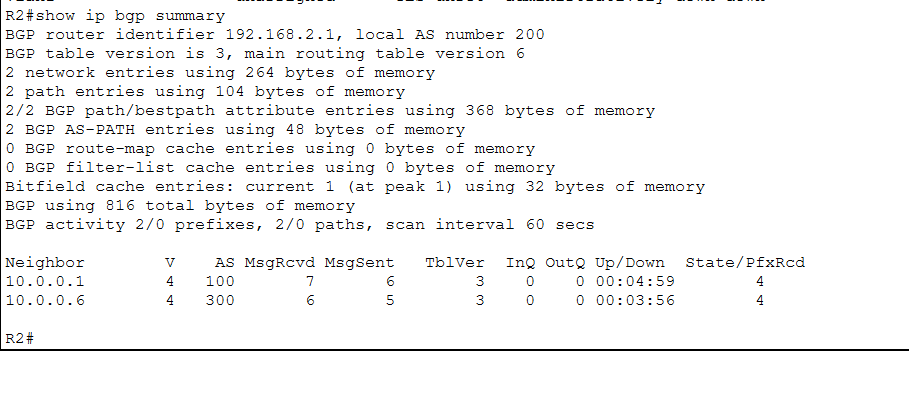 R2#show ip bgp summary
BGP router identifier 192.168.2.1, local AS number 200
BGP table version is 3, main routing table version 6
2 network entries using 264 bytes of memory
2 path entries using 104 bytes of memory
2/2 BGP path/bestpath attribute entries using 368 bytes of memory
2 BGP AS-PATH entries using 48 bytes of memory
0 BGP route-map cache entries using 0 bytes of memory
0 BGP filter-list cache entries using 0 bytes of memory
Bitfield cache entries: current 1 (at peak 1) using 32 bytes of memory
BGP using 816 total bytes of memory
BGP activity 2/0 prefixes, 2/0 paths, scan interval 60 secs
Neighbor        V    AS MsgRcvd MsgSent   TblVer  InQ OutQ Up/Down  State/PfxRcd
10.0.0.1        4   100       7       6        3    0    0 00:04:59        4
10.0.0.6        4   300       6       5        3    0    0 00:03:56        4
R2#